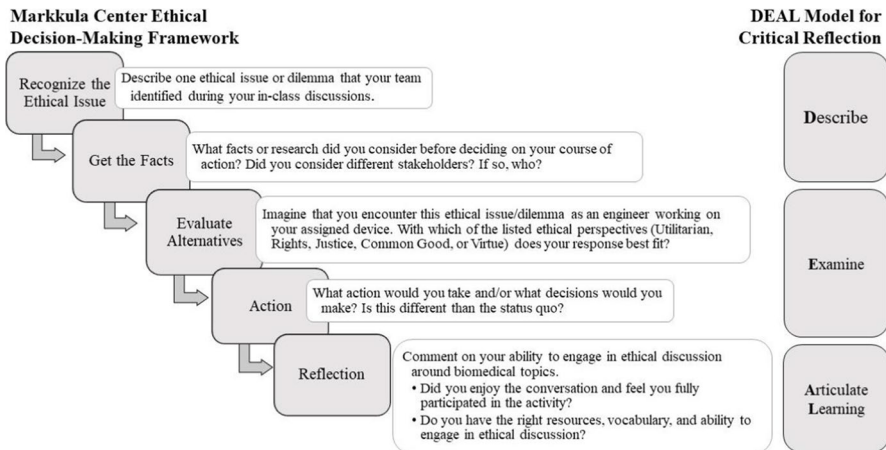 Markkula Center Ethical
Decision-Making Framework
DEAL Model for
Critical Reflection
Recognize the
Ethical Issue
Describe one ethical issue or dilemma that your team
identified during your in-class discussions.
Describe
Get the Facts
What facts or research did you consider before deciding on your course of
action? Did you consider different stakeholders? If so, who?
Evaluate
Alternatives
Imagine that you encounter this ethical issue/dilemma as an engineer working on
your assigned device. With which of the listed ethical perspectives (Utilitarian,
Rights, Justice, Common Good, or Virtue) does your response best fit?
Examine
Action
What action would you take and/or what decisions would you
make? Is this different than the status quo?
Reflection
Comment on your ability to engage in ethical discussion
around biomedical topics.
• Did you enjoy the conversation and feel you fully
participated in the activity?
• Do you have the right resources, vocabulary, and ability to
engage in ethical discussion?
Articulate
Learning